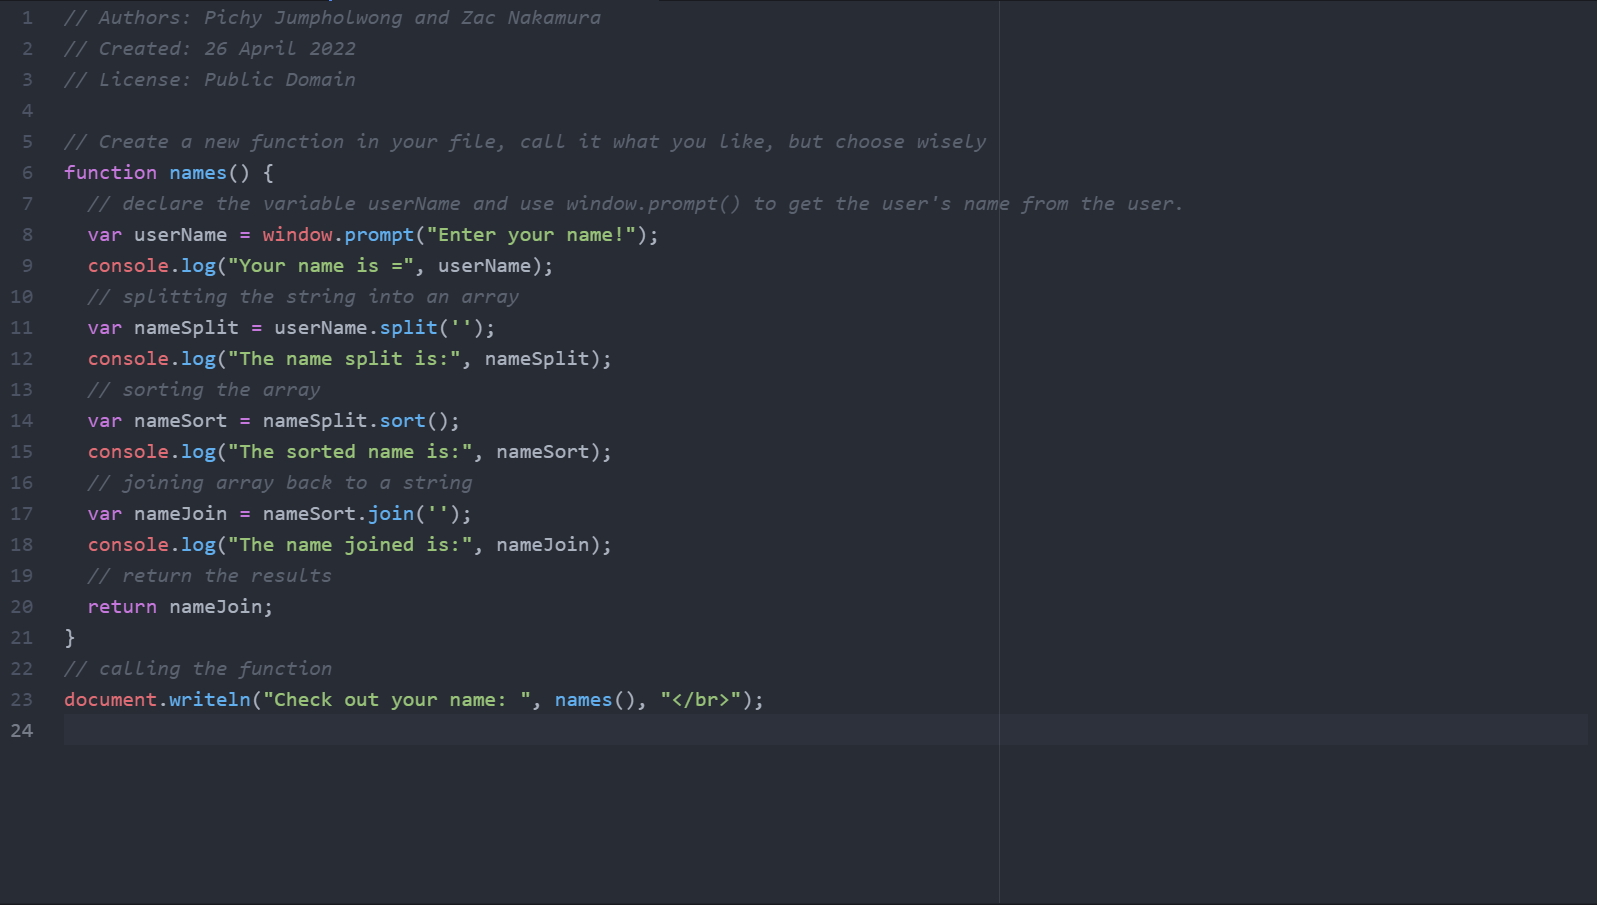 1 // Authors: Pichy Jumpholwong and Zac Nakamura
2 // Created: 26 April 2022
3 // License: Public Domain
4
5 // Create a new function in your file, call it what you like, but choose wisely
6 function names() {
7 // declare the variable userName and use window.prompt() to get the user's name from the user.
8 var userName = window.prompt("Enter your name!");
9 console.log("Your name is =", userName);
10 // splitting the string into an array
11 var nameSplit = userName.split('');
12 console.log("The name split is:", nameSplit);
13 // sorting the array
14 var nameSort = nameSplit.sort();
15 console.log("The sorted name is:", nameSort);
16 // joining array back to a string
17 var nameJoin = nameSort.join('');
18 console.log("The name joined is:", nameJoin);
19 // return the results
20 return nameJoin;
21 }
22 // calling the function
23 document.writeln("Check out your name: ", names(), "</br>");
24